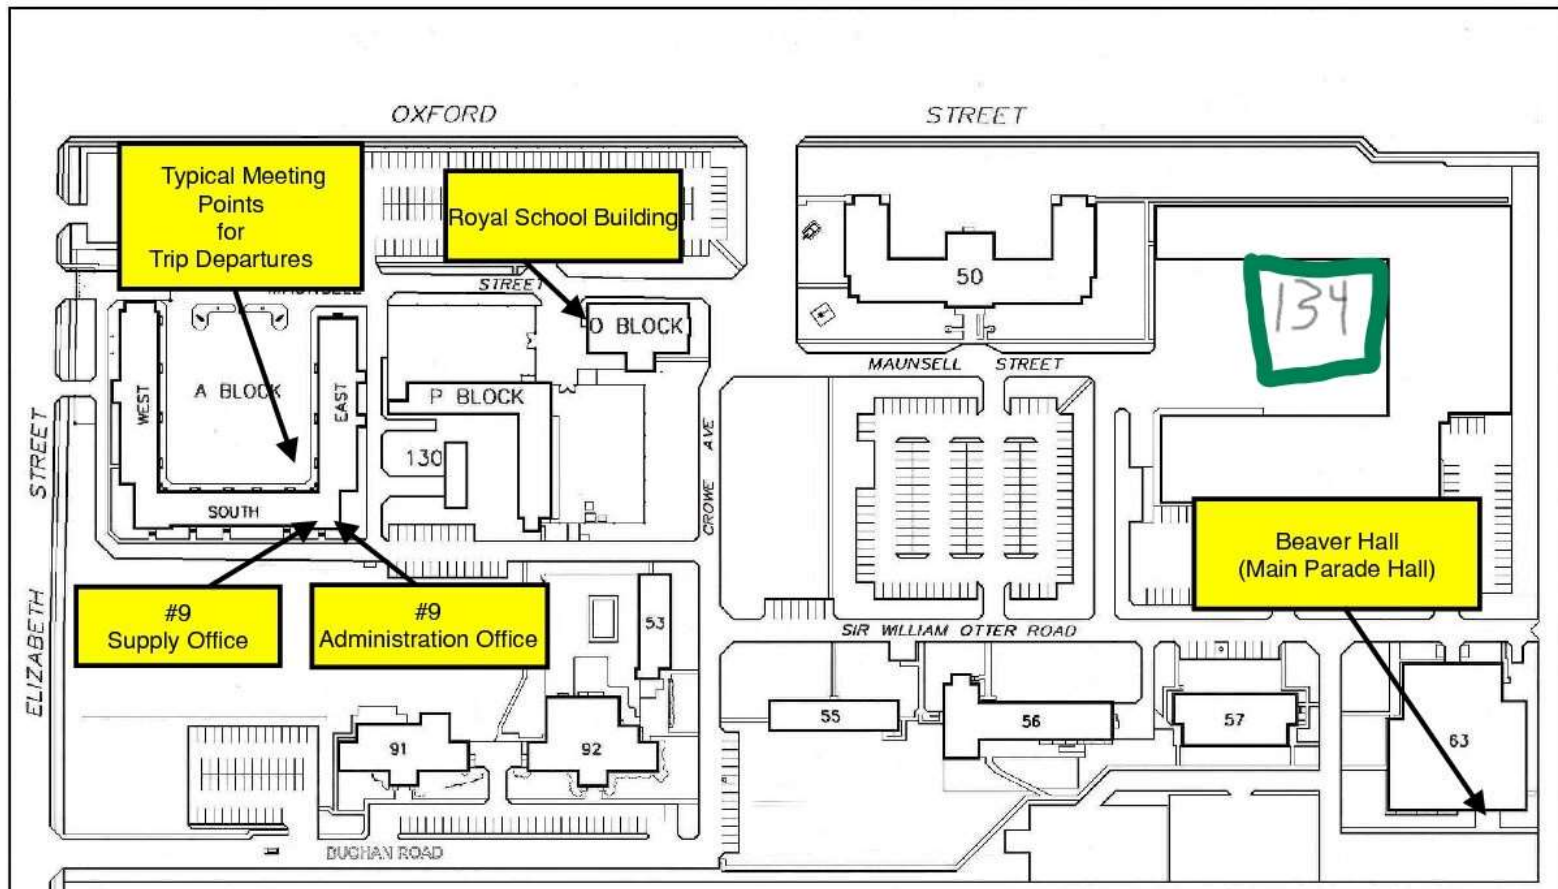 OXFORD STREET
Typical Meeting
Points
for
Trip Departures
Royal School Building
MAUNSELL STREET
50
134
O BLOCK
MAUNSELL STREET
WEST
A BLOCK
EAST
P BLOCK
130
CROWE AVE
SOUTH
ELIZABETH STREET
Beaver Hall
(Main Parade Hall)
#9
Supply Office
#9
Administration Office
53
SIR WILLIAM OTTER ROAD
55
56
57
63
91
92
BUGHAN ROAD